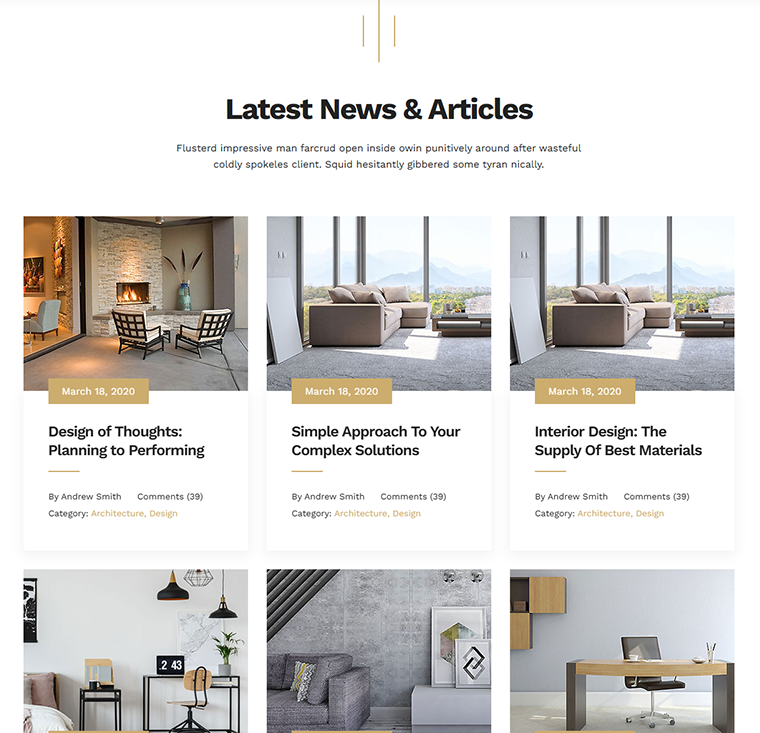 Latest News & Articles
Flusterd impressive man farcrud open inside owin punitively around after wasteful
coldly spokeles client. Squid hesitantly gibbered some tyran nically.
March 18, 2020
March 18, 2020
March 18, 2020
Design of Thoughts:
Planning to Performing
Simple Approach To Your
Complex Solutions
Interior Design: The
Supply Of Best Materials
By Andrew Smith Comments (39)
Category: Architecture, Design
By Andrew Smith Comments (39)
Category: Architecture, Design
By Andrew Smith Comments (39)
Category: Architecture, Design
.2 43